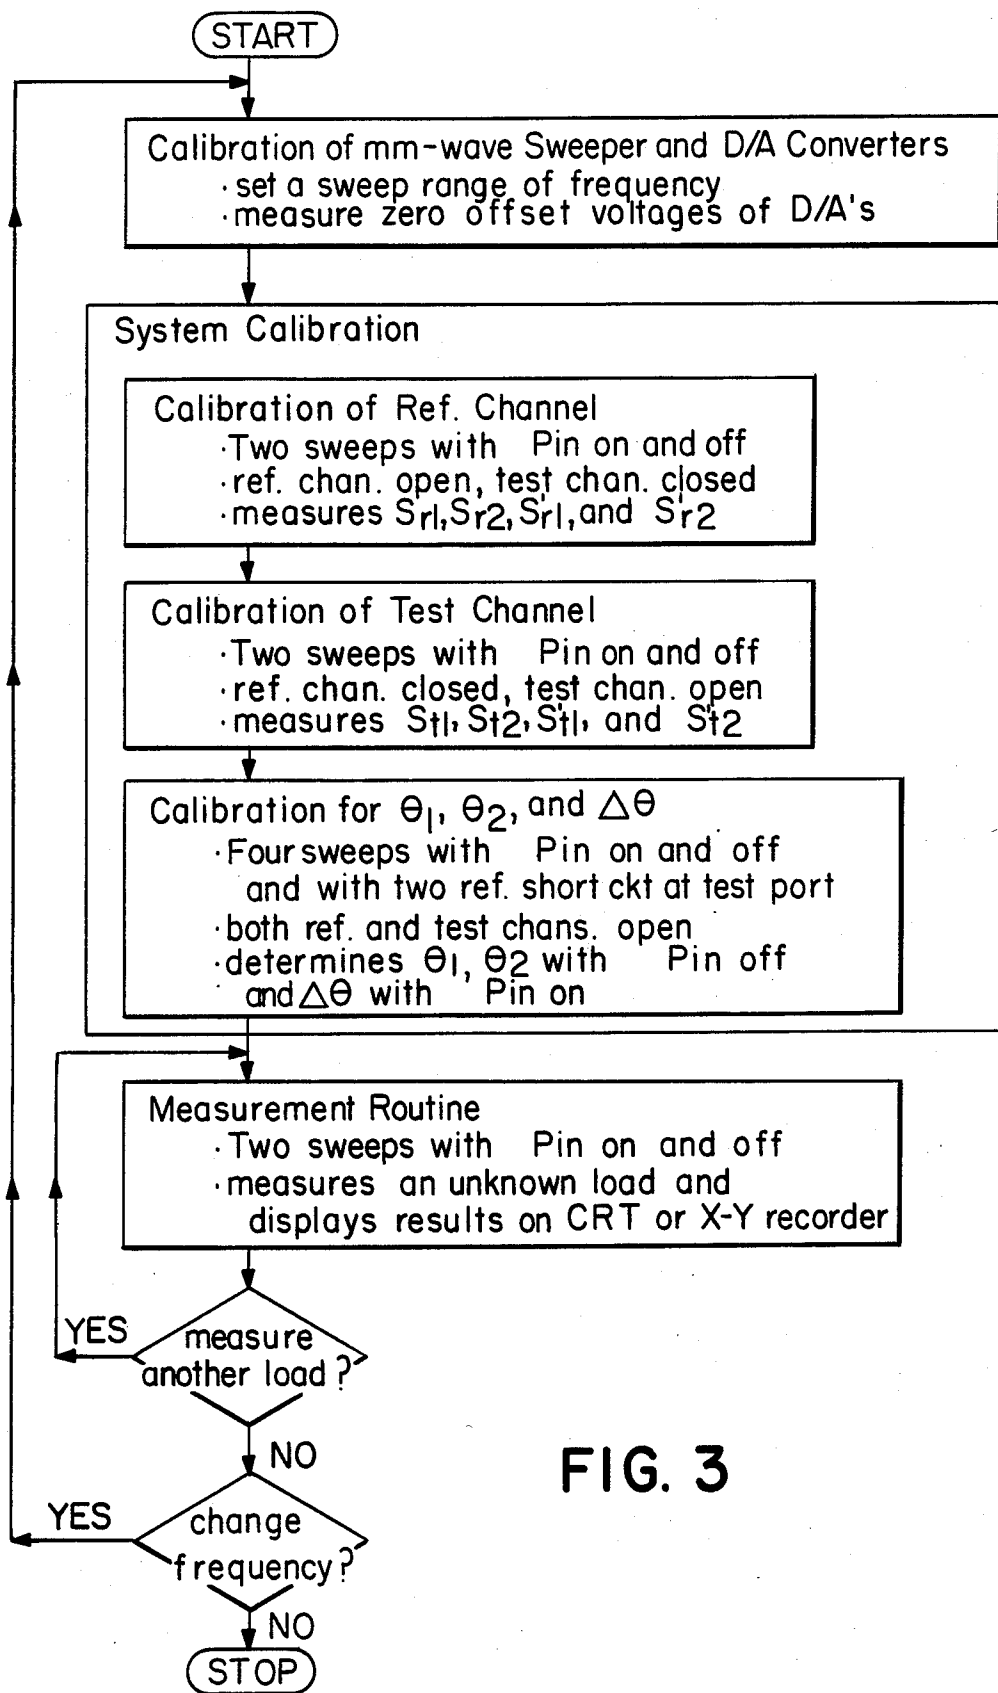 START
Calibration of mm-wave Sweeper and D/A Converters
· set a sweep range of frequency
· measure zero offset voltages of D/A's
System Calibration
Calibration of Ref. Channel
· Two sweeps with Pin on and off
· ref. chan. open, test chan. closed
· measures Sr1, Sr2, S'r1, and S'r2
Calibration of Test Channel
· Two sweeps with Pin on and off
· ref. chan. closed, test chan. open
· measures St1, St2, S't1, and S't2
Calibration for θ1, θ2, and Δθ
· Four sweeps with Pin on and off
and with two ref. short ckt at test port
· both ref. and test chans. open
· determines θ1, θ2 with Pin off
and Δθ with Pin on
Measurement Routine
· Two sweeps with Pin on and off
· measures an unknown load and
displays results on CRT or X-Y recorder
YES
measure
another load?
NO
FIG. 3
YES
change
frequency?
NO
STOP